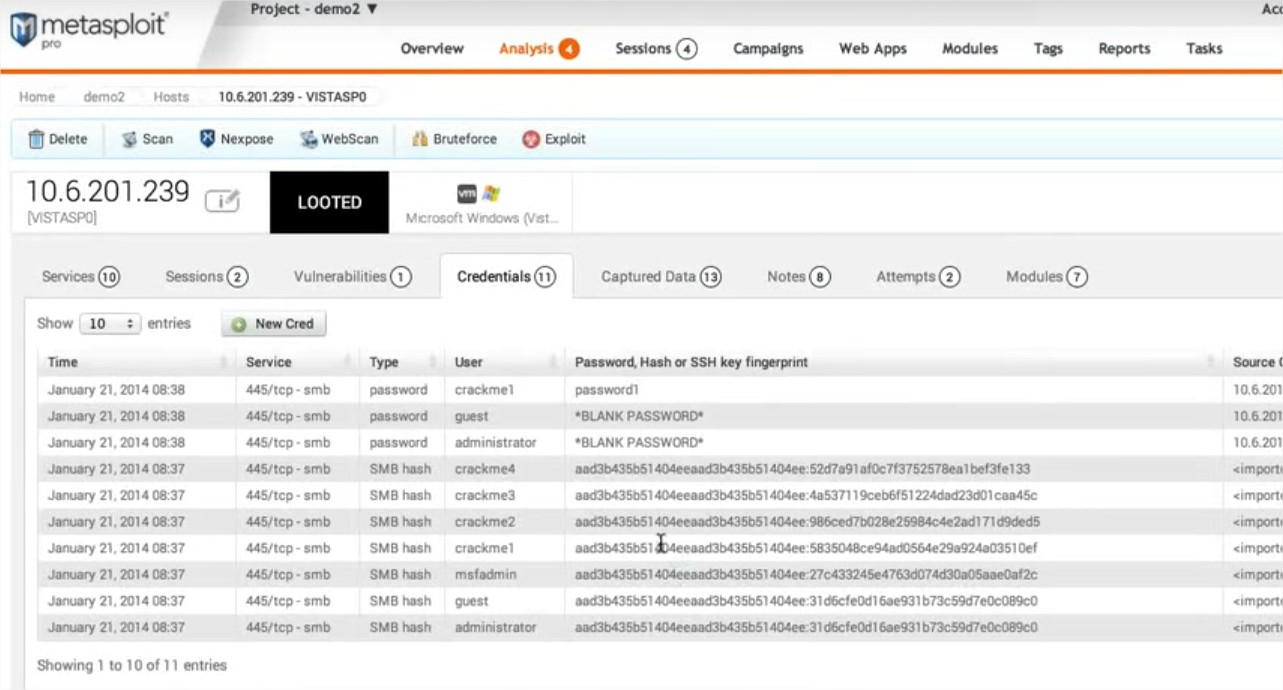 Project - demo2 ▼
Acc
metasploit®
pro
Overview Analysis 4 Sessions 4 Campaigns Web Apps Modules Tags Reports Tasks
Home demo2 Hosts 10.6.201.239 - VISTASP0
Delete Scan Nexpose WebScan Bruteforce Exploit
10.6.201.239
[VISTASP0]
LOOTED
vm
Microsoft Windows (Vist...
Services 10 Sessions 2 Vulnerabilities 1 Credentials 11 Captured Data 13 Notes 8 Attempts 2 Modules 7
Show 10 entries New Cred
Time Service Type User Password, Hash or SSH key fingerprint Source C
January 21, 2014 08:38 445/tcp - smb password crackme1 password1 10.6.201
January 21, 2014 08:38 445/tcp - smb password guest *BLANK PASSWORD* 10.6.201
January 21, 2014 08:38 445/tcp - smb password administrator *BLANK PASSWORD* 10.6.201
January 21, 2014 08:37 445/tcp - smb SMB hash crackme4 aad3b435b51404eeaad3b435b51404ee:52d7a91af0c7f3752578ea1bef3fe133 <importe
January 21, 2014 08:37 445/tcp - smb SMB hash crackme3 aad3b435b51404eeaad3b435b51404ee:4a537119ceb6f51224dad23d01caa45c <importe
January 21, 2014 08:37 445/tcp - smb SMB hash crackme2 aad3b435b51404eeaad3b435b51404ee:986ced7b028e25984c4e2ad171d9ded5 <importe
January 21, 2014 08:37 445/tcp - smb SMB hash crackme1 aad3b435b51404eeaad3b435b51404ee:5835048ce94ad0564e29a924a03510ef <importe
January 21, 2014 08:37 445/tcp - smb SMB hash msfadmin aad3b435b51404eeaad3b435b51404ee:27c433245e4763d074d30a05aae0af2c <importe
January 21, 2014 08:37 445/tcp - smb SMB hash guest aad3b435b51404eeaad3b435b51404ee:31d6cfe0d16ae931b73c59d7e0c089c0 <importe
January 21, 2014 08:37 445/tcp - smb SMB hash administrator aad3b435b51404eeaad3b435b51404ee:31d6cfe0d16ae931b73c59d7e0c089c0 <importe
Showing 1 to 10 of 11 entries